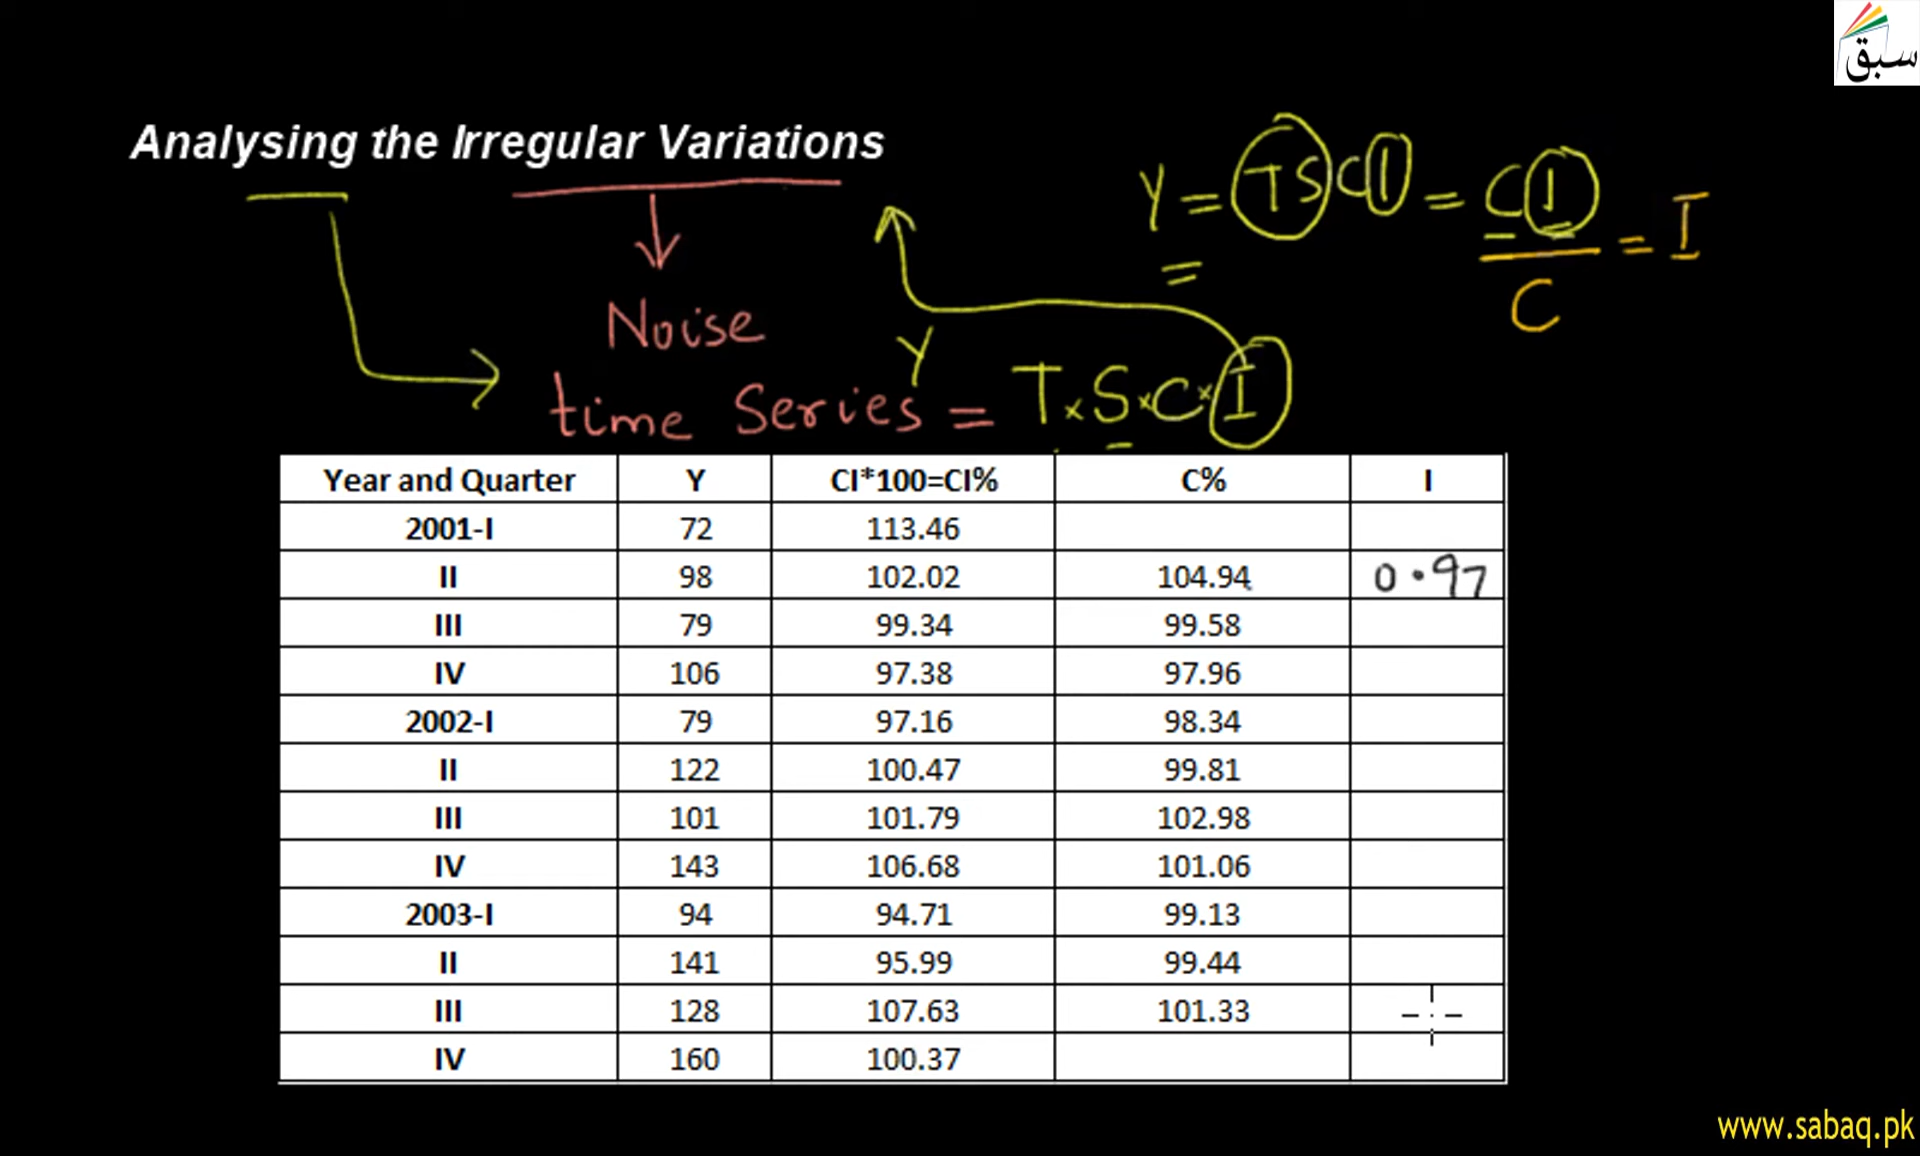 سبق
Analysing the Irregular Variations
Y = TSCI = CI / C = I
=
Noise
Y
time Series = T × S × C × I
Year and Quarter Y CI*100=CI% C% I
2001-I 72 113.46
II 98 102.02 104.94 0.97
III 79 99.34 99.58
IV 106 97.38 97.96
2002-I 79 97.16 98.34
II 122 100.47 99.81
III 101 101.79 102.98
IV 143 106.68 101.06
2003-I 94 94.71 99.13
II 141 95.99 99.44
III 128 107.63 101.33
IV 160 100.37
www.sabaq.pk